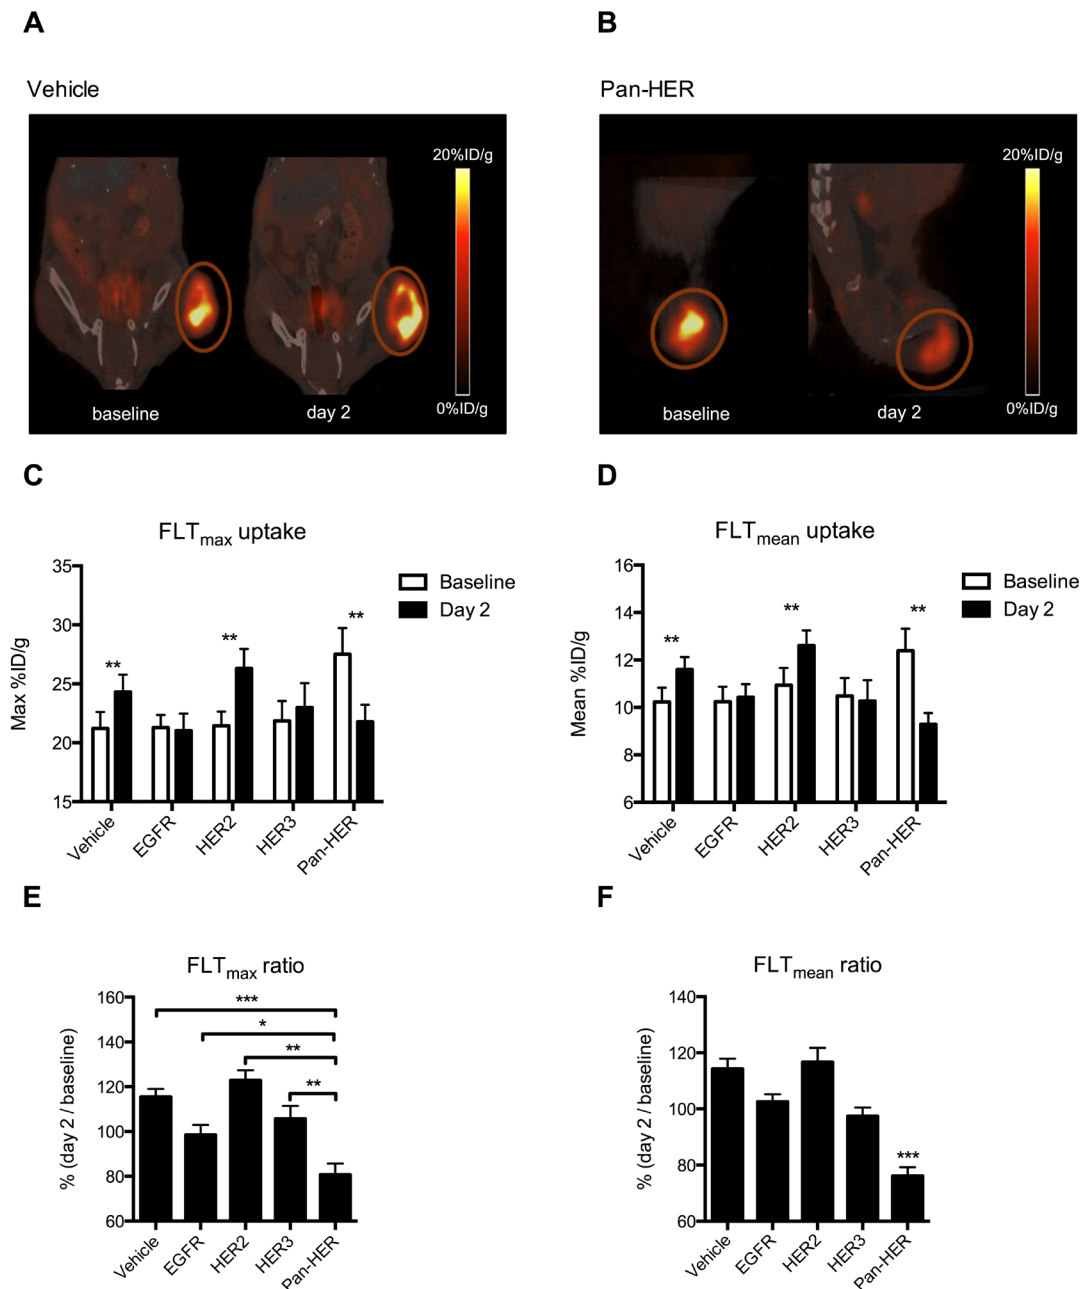 A
Vehicle
20%ID/g
0%ID/g
baseline
day 2
B
Pan-HER
20%ID/g
0%ID/g
baseline
day 2
C
FLTmax uptake
Max %ID/g
35
30
25
20
15
**
**
**
Baseline
Day 2
Vehicle
EGFR
HER2
HER3
Pan-HER
D
FLTmean uptake
Mean %ID/g
16
14
12
10
8
6
**
**
**
Baseline
Day 2
Vehicle
EGFR
HER2
HER3
Pan-HER
E
FLTmax ratio
% (day 2 / baseline)
160
140
120
100
80
60
***
*
**
**
Vehicle
EGFR
HER2
HER3
Pan-HER
F
FLTmean ratio
% (day 2 / baseline)
140
120
100
80
60
***
Vehicle
EGFR
HER2
HER3
Pan-HER